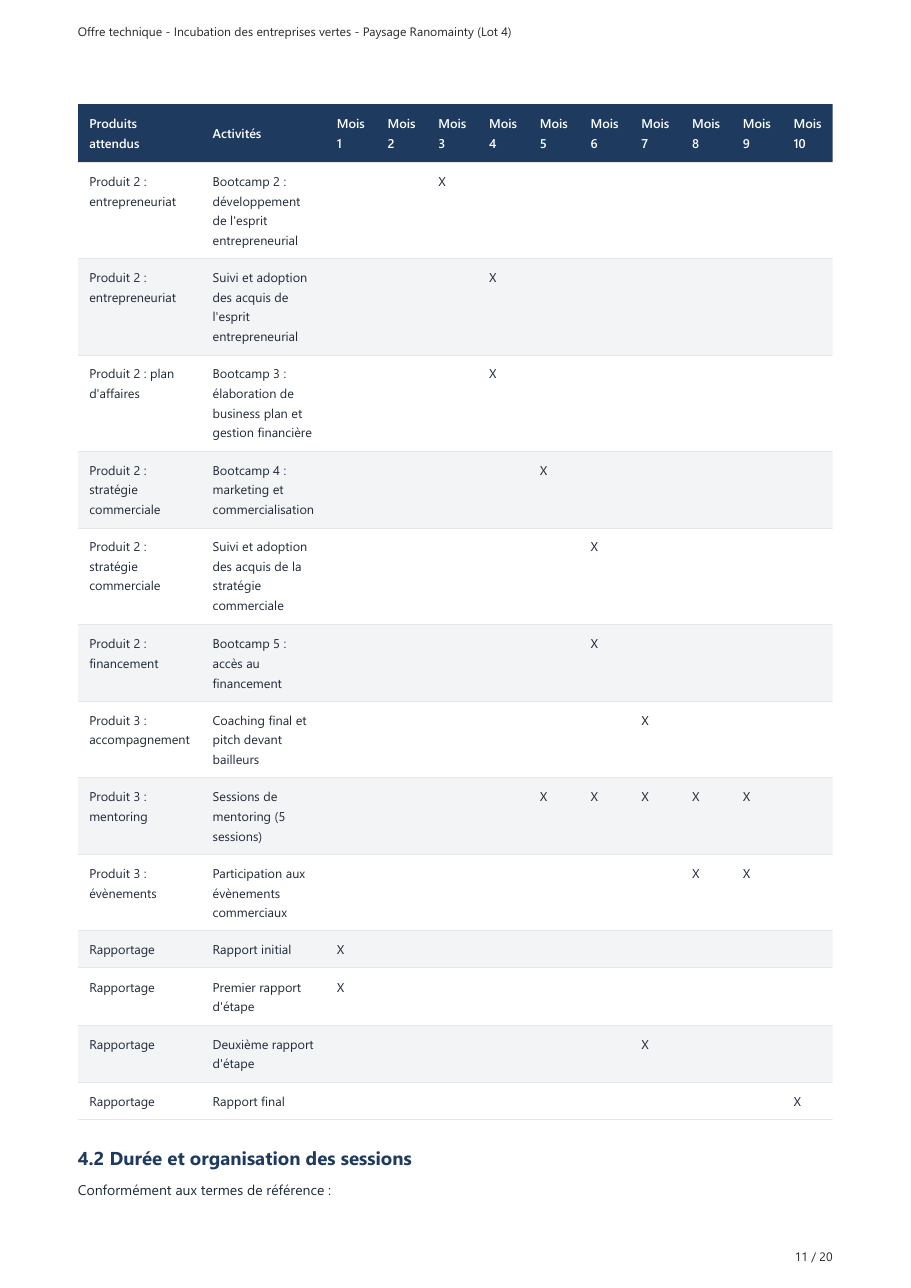 Offre technique - Incubation des entreprises vertes - Paysage Ranomainty (Lot 4)
Produits attendus Activités Mois 1 Mois 2 Mois 3 Mois 4 Mois 5 Mois 6 Mois 7 Mois 8 Mois 9 Mois 10
Produit 2 :
entrepreneuriat
Bootcamp 2 :
développement
de l'esprit
entrepreneurial
X
Produit 2 :
entrepreneuriat
Suivi et adoption
des acquis de
l'esprit
entrepreneurial
X
Produit 2 : plan
d'affaires
Bootcamp 3 :
élaboration de
business plan et
gestion financière
X
Produit 2 :
stratégie
commerciale
Bootcamp 4 :
marketing et
commercialisation
X
Produit 2 :
stratégie
commerciale
Suivi et adoption
des acquis de la
stratégie
commerciale
X
Produit 2 :
financement
Bootcamp 5 :
accès au
financement
X
Produit 3 :
accompagnement
Coaching final et
pitch devant
bailleurs
X
Produit 3 :
mentoring
Sessions de
mentoring (5
sessions)
X X X X X
Produit 3 :
évènements
Participation aux
évènements
commerciaux
X X
Rapportage
Rapport initial
X
Rapportage
Premier rapport
d'étape
X
Rapportage
Deuxième rapport
d'étape
X
Rapportage
Rapport final
X
4.2 Durée et organisation des sessions
Conformément aux termes de référence :
11 / 20